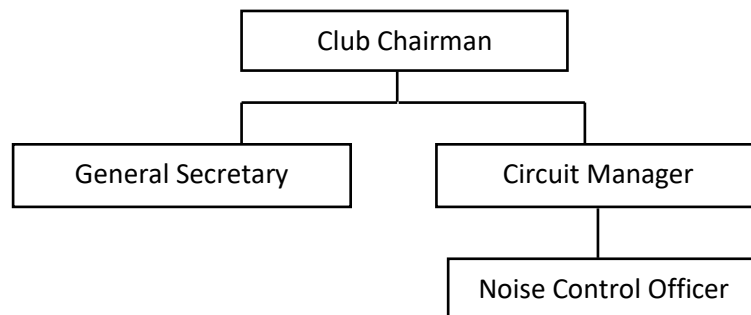 Club Chairman
General Secretary
Circuit Manager
Noise Control Officer